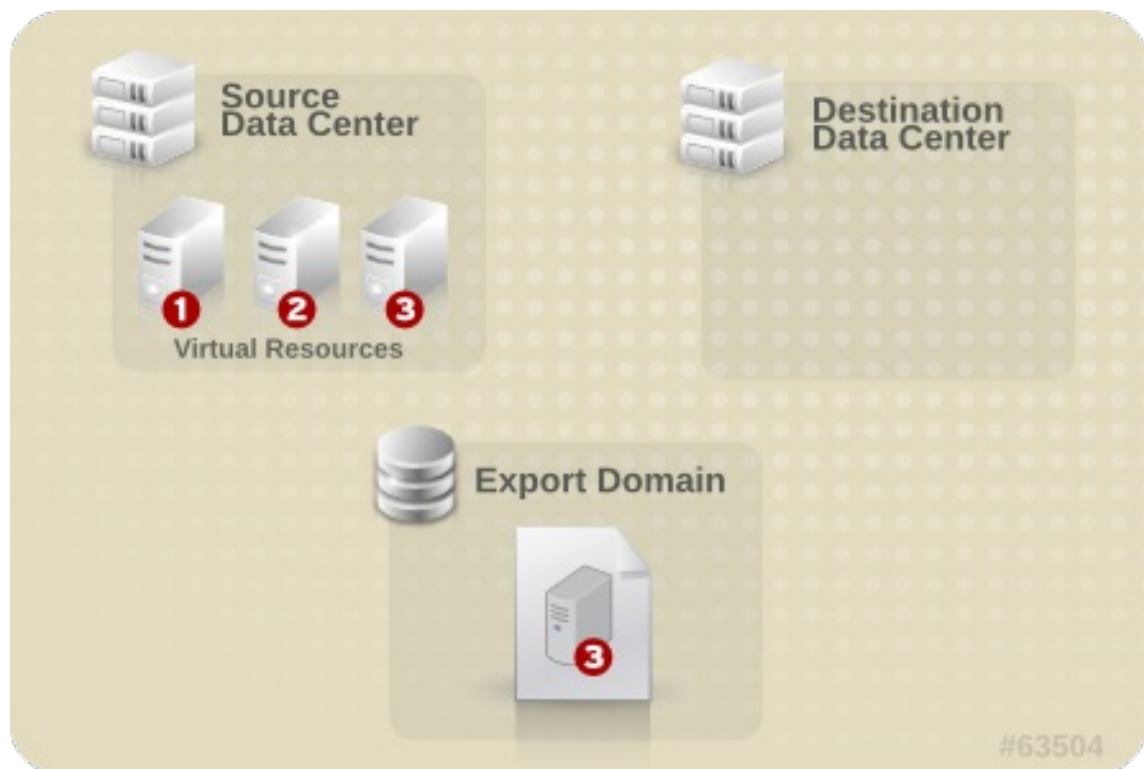 Source
Data Center
Destination
Data Center
1 2 3
Virtual Resources
Export Domain
3
#63504